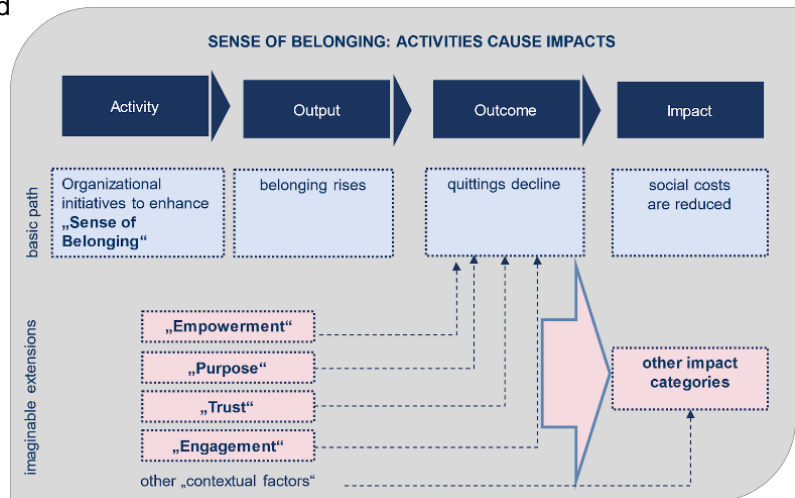 d
SENSE OF BELONGING: ACTIVITIES CAUSE IMPACTS
Activity
Output
Outcome
Impact
basic path
Organizational
initiatives to enhance
„Sense of
Belonging“
belonging rises
quittings decline
social costs
are reduced
imaginable extensions
„Empowerment“
„Purpose“
„Trust“
„Engagement“
other „contextual factors“
other impact
categories